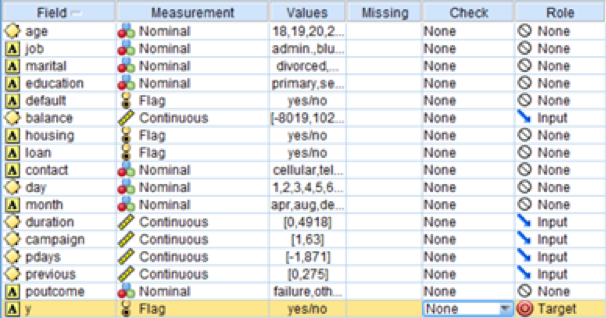 Field Measurement Values Missing Check Role
age Nominal 18,19,20,2... None None
A job Nominal admin.,blu... None None
A marital Nominal divorced,... None None
A education Nominal primary,se... None None
A default Flag yes/no None None
balance Continuous [-8019,102... None Input
A housing Flag yes/no None None
A loan Flag yes/no None None
A contact Nominal cellular,tel... None None
day Nominal 1,2,3,4,5,6... None None
A month Nominal apr,aug,de... None None
duration Continuous [0,4918] None Input
campaign Continuous [1,63] None Input
pdays Continuous [-1,871] None Input
previous Continuous [0,275] None Input
A poutcome Nominal failure,oth... None None
A y Flag yes/no None Target